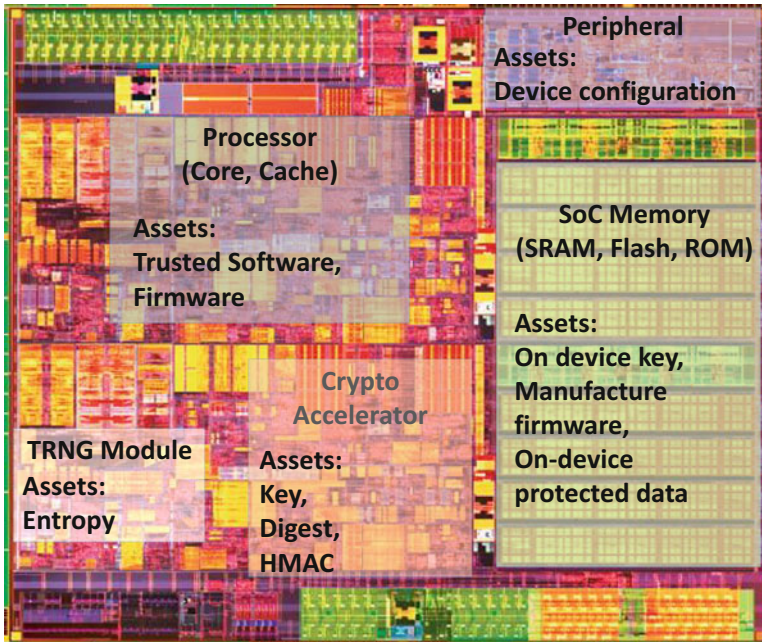 Peripheral
Assets:
Device configuration
Processor
(Core, Cache)
Assets:
Trusted Software,
Firmware
SoC Memory
(SRAM, Flash, ROM)
Assets:
On device key,
Manufacture
firmware,
On-device
protected data
Crypto
Accelerator
Assets:
Key,
Digest,
HMAC
TRNG Module
Assets:
Entropy